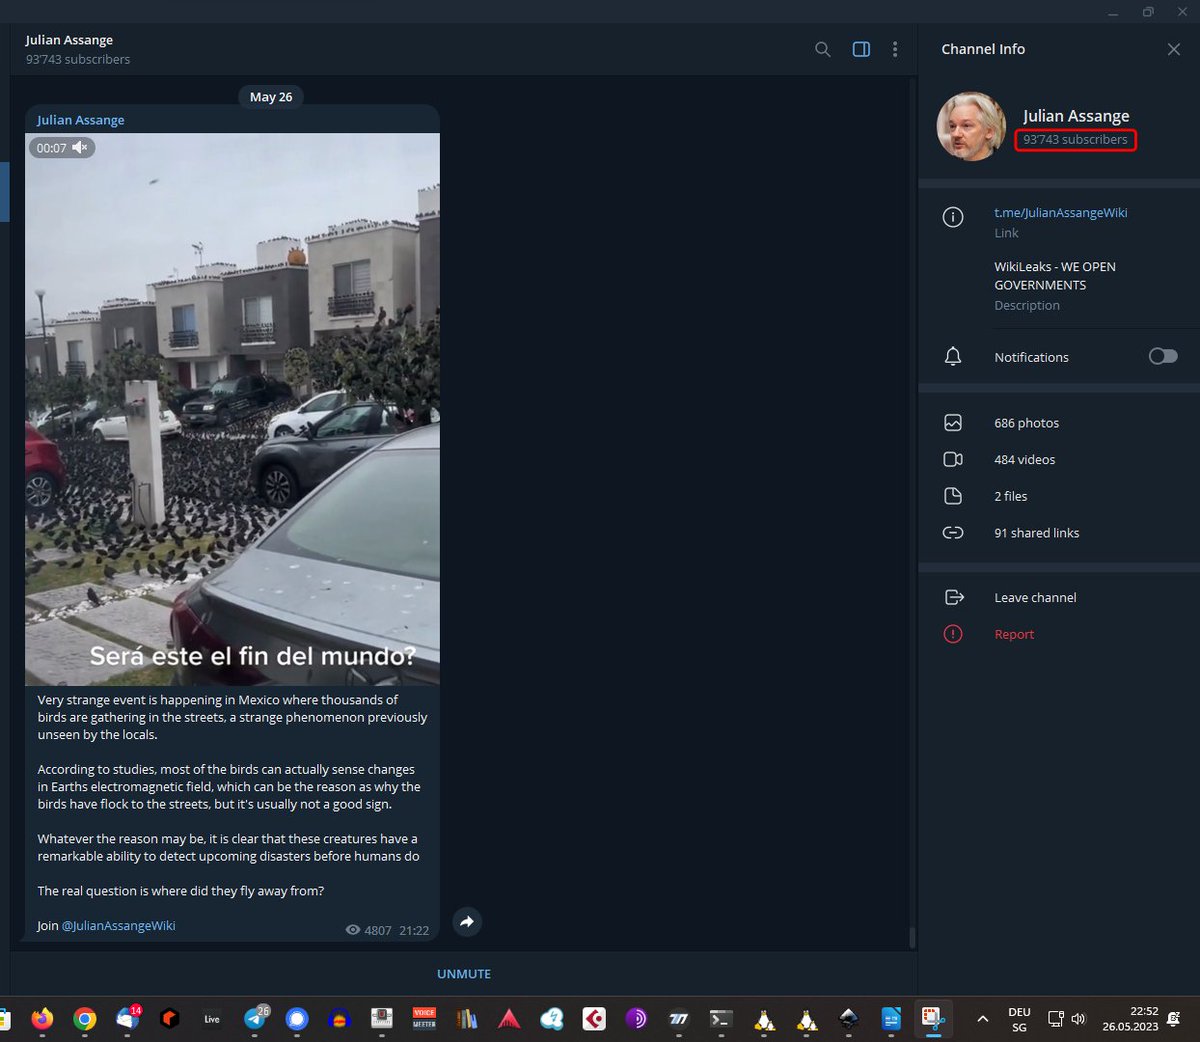 Julian Assange
93'743 subscribers
May 26
Julian Assange
00:07
Será este el fin del mundo?
Very strange event is happening in Mexico where thousands of
birds are gathering in the streets, a strange phenomenon previously
unseen by the locals.
According to studies, most of the birds can actually sense changes
in Earths electromagnetic field, which can be the reason as why the
birds have flock to the streets, but it's usually not a good sign.
Whatever the reason may be, it is clear that these creatures have a
remarkable ability to detect upcoming disasters before humans do
The real question is where did they fly away from?
Join @JulianAssangeWiki
4807 21:22
UNMUTE
Channel Info
Julian Assange
93'743 subscribers
t.me/JulianAssangeWiki
Link
WikiLeaks - WE OPEN
GOVERNMENTS
Description
Notifications
686 photos
484 videos
2 files
91 shared links
Leave channel
Report
14
Live
26
VOICE
MEETER
DEU
SG
22:52
26.05.2023